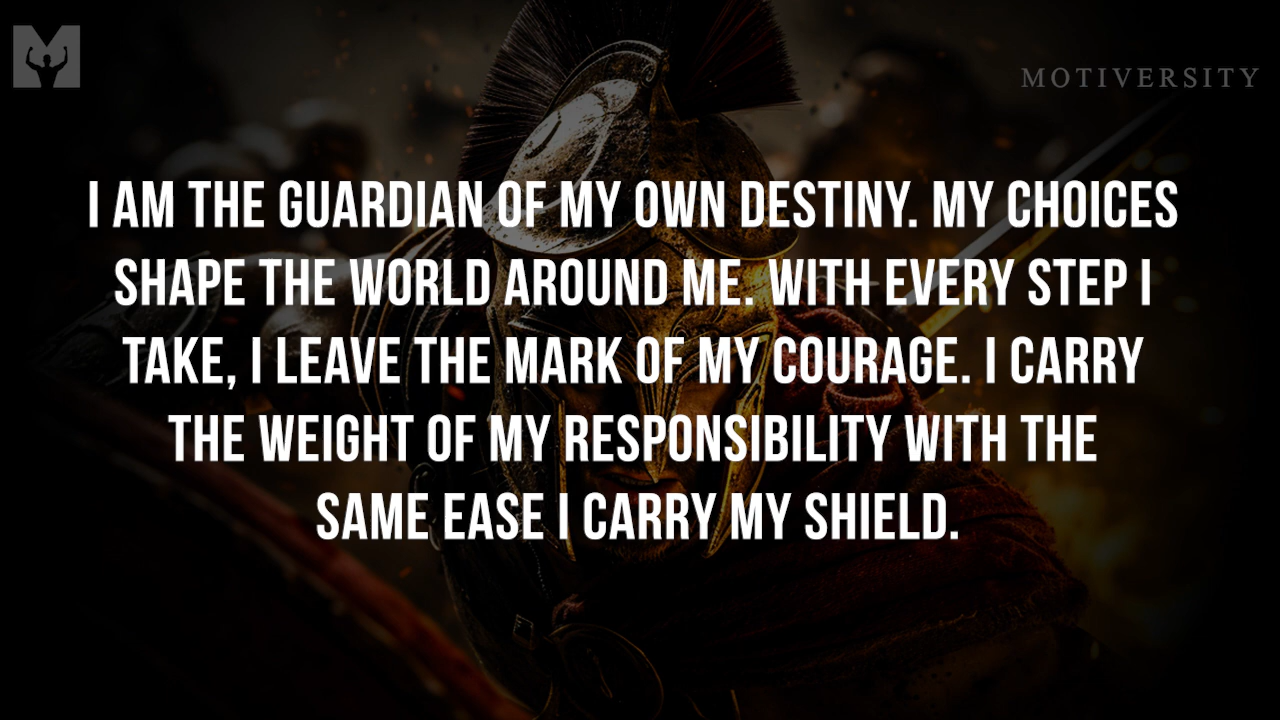 MOTIVERSITY
I AM THE GUARDIAN OF MY OWN DESTINY. MY CHOICES
SHAPE THE WORLD AROUND ME. WITH EVERY STEP I
TAKE, I LEAVE THE MARK OF MY COURAGE. I CARRY
THE WEIGHT OF MY RESPONSIBILITY WITH THE
SAME EASE I CARRY MY SHIELD.